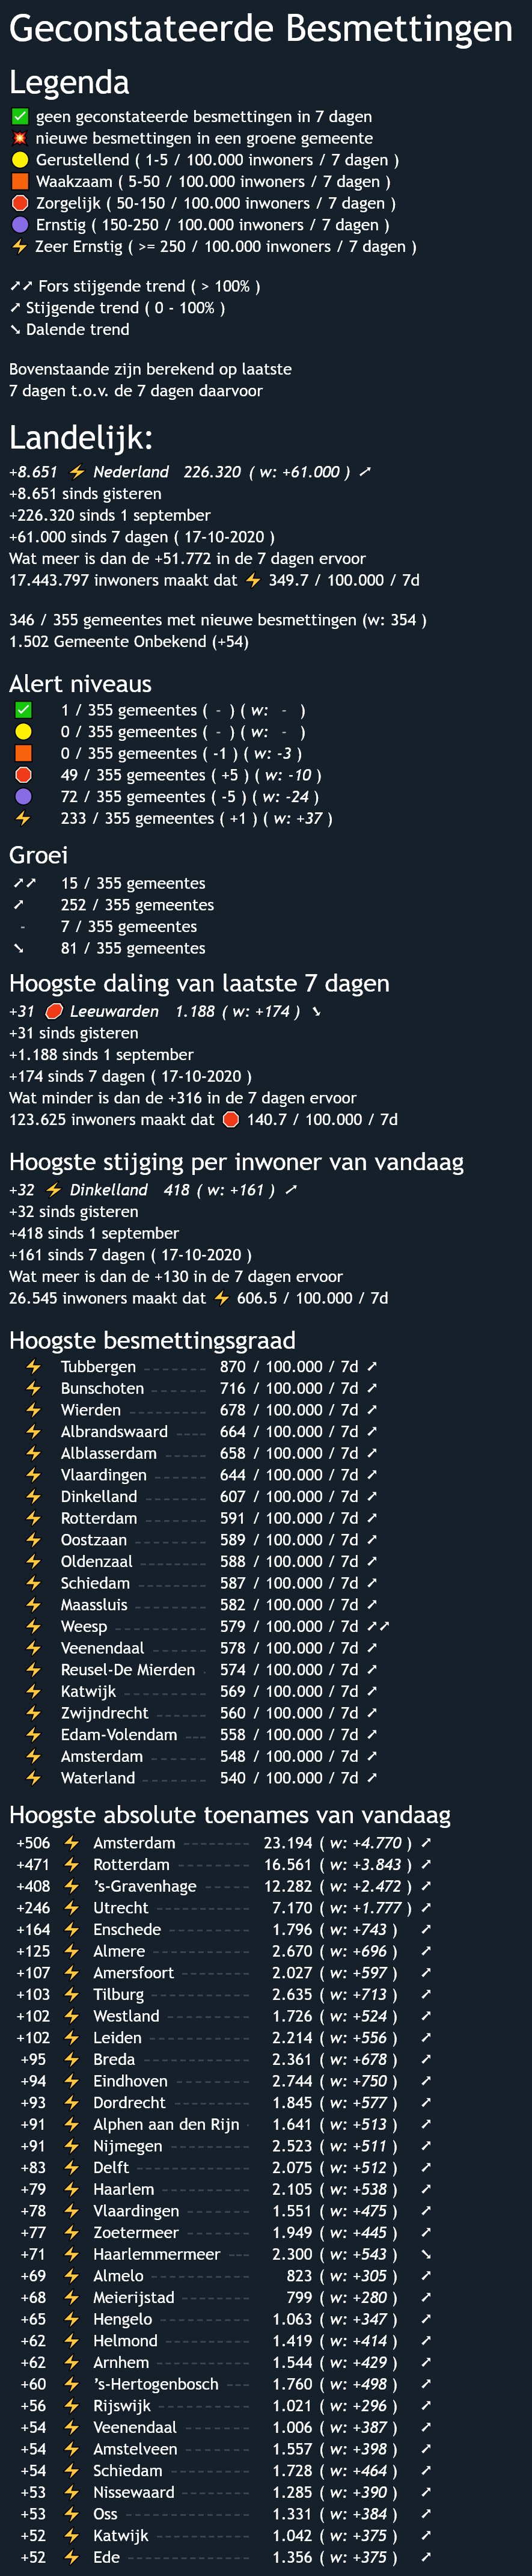 Geconstateerde Besmettingen
Legenda
✅ geen geconstateerde besmettingen in 7 dagen
💥 nieuwe besmettingen in een groene gemeente
🟡 Gerustellend ( 1-5 / 100.000 inwoners / 7 dagen )
🟧 Waakzaam ( 5-50 / 100.000 inwoners / 7 dagen )
🛑 Zorgelijk ( 50-150 / 100.000 inwoners / 7 dagen )
🟣 Ernstig ( 150-250 / 100.000 inwoners / 7 dagen )
⚡ Zeer Ernstig ( >= 250 / 100.000 inwoners / 7 dagen )
➚➚ Fors stijgende trend ( > 100% )
➚ Stijgende trend ( 0 - 100% )
➘ Dalende trend
Bovenstaande zijn berekend op laatste
7 dagen t.o.v. de 7 dagen daarvoor
Landelijk:
+8.651 ⚡ Nederland 226.320 ( w: +61.000 ) ➚
+8.651 sinds gisteren
+226.320 sinds 1 september
+61.000 sinds 7 dagen ( 17-10-2020 )
Wat meer is dan de +51.772 in de 7 dagen ervoor
17.443.797 inwoners maakt dat ⚡ 349.7 / 100.000 / 7d
346 / 355 gemeentes met nieuwe besmettingen (w: 354 )
1.502 Gemeente Onbekend (+54)
Alert niveaus
✅ 1 / 355 gemeentes ( - ) ( w: - )
🟡 0 / 355 gemeentes ( - ) ( w: - )
🟧 0 / 355 gemeentes ( -1 ) ( w: -3 )
🛑 49 / 355 gemeentes ( +5 ) ( w: -10 )
🟣 72 / 355 gemeentes ( -5 ) ( w: -24 )
⚡ 233 / 355 gemeentes ( +1 ) ( w: +37 )
Groei
➚➚ 15 / 355 gemeentes
➚ 252 / 355 gemeentes
- 7 / 355 gemeentes
➘ 81 / 355 gemeentes
Hoogste daling van laatste 7 dagen
+31 🛑 Leeuwarden 1.188 ( w: +174 ) ➘
+31 sinds gisteren
+1.188 sinds 1 september
+174 sinds 7 dagen ( 17-10-2020 )
Wat minder is dan de +316 in de 7 dagen ervoor
123.625 inwoners maakt dat 🛑 140.7 / 100.000 / 7d
Hoogste stijging per inwoner van vandaag
+32 ⚡ Dinkelland 418 ( w: +161 ) ➚
+32 sinds gisteren
+418 sinds 1 september
+161 sinds 7 dagen ( 17-10-2020 )
Wat meer is dan de +130 in de 7 dagen ervoor
26.545 inwoners maakt dat ⚡ 606.5 / 100.000 / 7d
Hoogste besmettingsgraad
⚡ Tubbergen 870 / 100.000 / 7d ➚
⚡ Bunschoten 716 / 100.000 / 7d ➚
⚡ Wierden 678 / 100.000 / 7d ➚
⚡ Albrandswaard 664 / 100.000 / 7d ➚
⚡ Alblasserdam 658 / 100.000 / 7d ➚
⚡ Vlaardingen 644 / 100.000 / 7d ➚
⚡ Dinkelland 607 / 100.000 / 7d ➚
⚡ Rotterdam 591 / 100.000 / 7d ➚
⚡ Oostzaan 589 / 100.000 / 7d ➚
⚡ Oldenzaal 588 / 100.000 / 7d ➚
⚡ Schiedam 587 / 100.000 / 7d ➚
⚡ Maassluis 582 / 100.000 / 7d ➚
⚡ Weesp 579 / 100.000 / 7d ➚➚
⚡ Veenendaal 578 / 100.000 / 7d ➚
⚡ Reusel-De Mierden 574 / 100.000 / 7d ➚
⚡ Katwijk 569 / 100.000 / 7d ➚
⚡ Zwijndrecht 560 / 100.000 / 7d ➚
⚡ Edam-Volendam 558 / 100.000 / 7d ➚
⚡ Amsterdam 548 / 100.000 / 7d ➚
⚡ Waterland 540 / 100.000 / 7d ➚
Hoogste absolute toenames van vandaag
+506 ⚡ Amsterdam 23.194 ( w: +4.770 ) ➚
+471 ⚡ Rotterdam 16.561 ( w: +3.843 ) ➚
+408 ⚡ 's-Gravenhage 12.282 ( w: +2.472 ) ➚
+246 ⚡ Utrecht 7.170 ( w: +1.777 ) ➚
+164 ⚡ Enschede 1.796 ( w: +743 ) ➚
+125 ⚡ Almere 2.670 ( w: +696 ) ➚
+107 ⚡ Amersfoort 2.027 ( w: +597 ) ➚
+103 ⚡ Tilburg 2.635 ( w: +713 ) ➚
+102 ⚡ Westland 1.726 ( w: +524 ) ➚
+102 ⚡ Leiden 2.214 ( w: +556 ) ➚
+95 ⚡ Breda 2.361 ( w: +678 ) ➚
+94 ⚡ Eindhoven 2.744 ( w: +750 ) ➚
+93 ⚡ Dordrecht 1.845 ( w: +577 ) ➚
+91 ⚡ Alphen aan den Rijn 1.641 ( w: +513 ) ➚
+91 ⚡ Nijmegen 2.523 ( w: +511 ) ➚
+83 ⚡ Delft 2.075 ( w: +512 ) ➚
+79 ⚡ Haarlem 2.105 ( w: +538 ) ➚
+78 ⚡ Vlaardingen 1.551 ( w: +475 ) ➚
+77 ⚡ Zoetermeer 1.949 ( w: +445 ) ➚
+71 ⚡ Haarlemmermeer 2.300 ( w: +543 ) ➘
+69 ⚡ Almelo 823 ( w: +305 ) ➚
+68 ⚡ Meierijstad 799 ( w: +280 ) ➚
+65 ⚡ Hengelo 1.063 ( w: +347 ) ➚
+62 ⚡ Helmond 1.419 ( w: +414 ) ➚
+62 ⚡ Arnhem 1.544 ( w: +429 ) ➚
+60 ⚡ 's-Hertogenbosch 1.760 ( w: +498 ) ➚
+56 ⚡ Rijswijk 1.021 ( w: +296 ) ➚
+54 ⚡ Veenendaal 1.006 ( w: +387 ) ➚
+54 ⚡ Amstelveen 1.557 ( w: +398 ) ➚
+54 ⚡ Schiedam 1.728 ( w: +464 ) ➚
+53 ⚡ Nissewaard 1.285 ( w: +390 ) ➚
+53 ⚡ Oss 1.331 ( w: +384 ) ➚
+52 ⚡ Katwijk 1.042 ( w: +375 ) ➚
+52 ⚡ Ede 1.356 ( w: +375 ) ➚